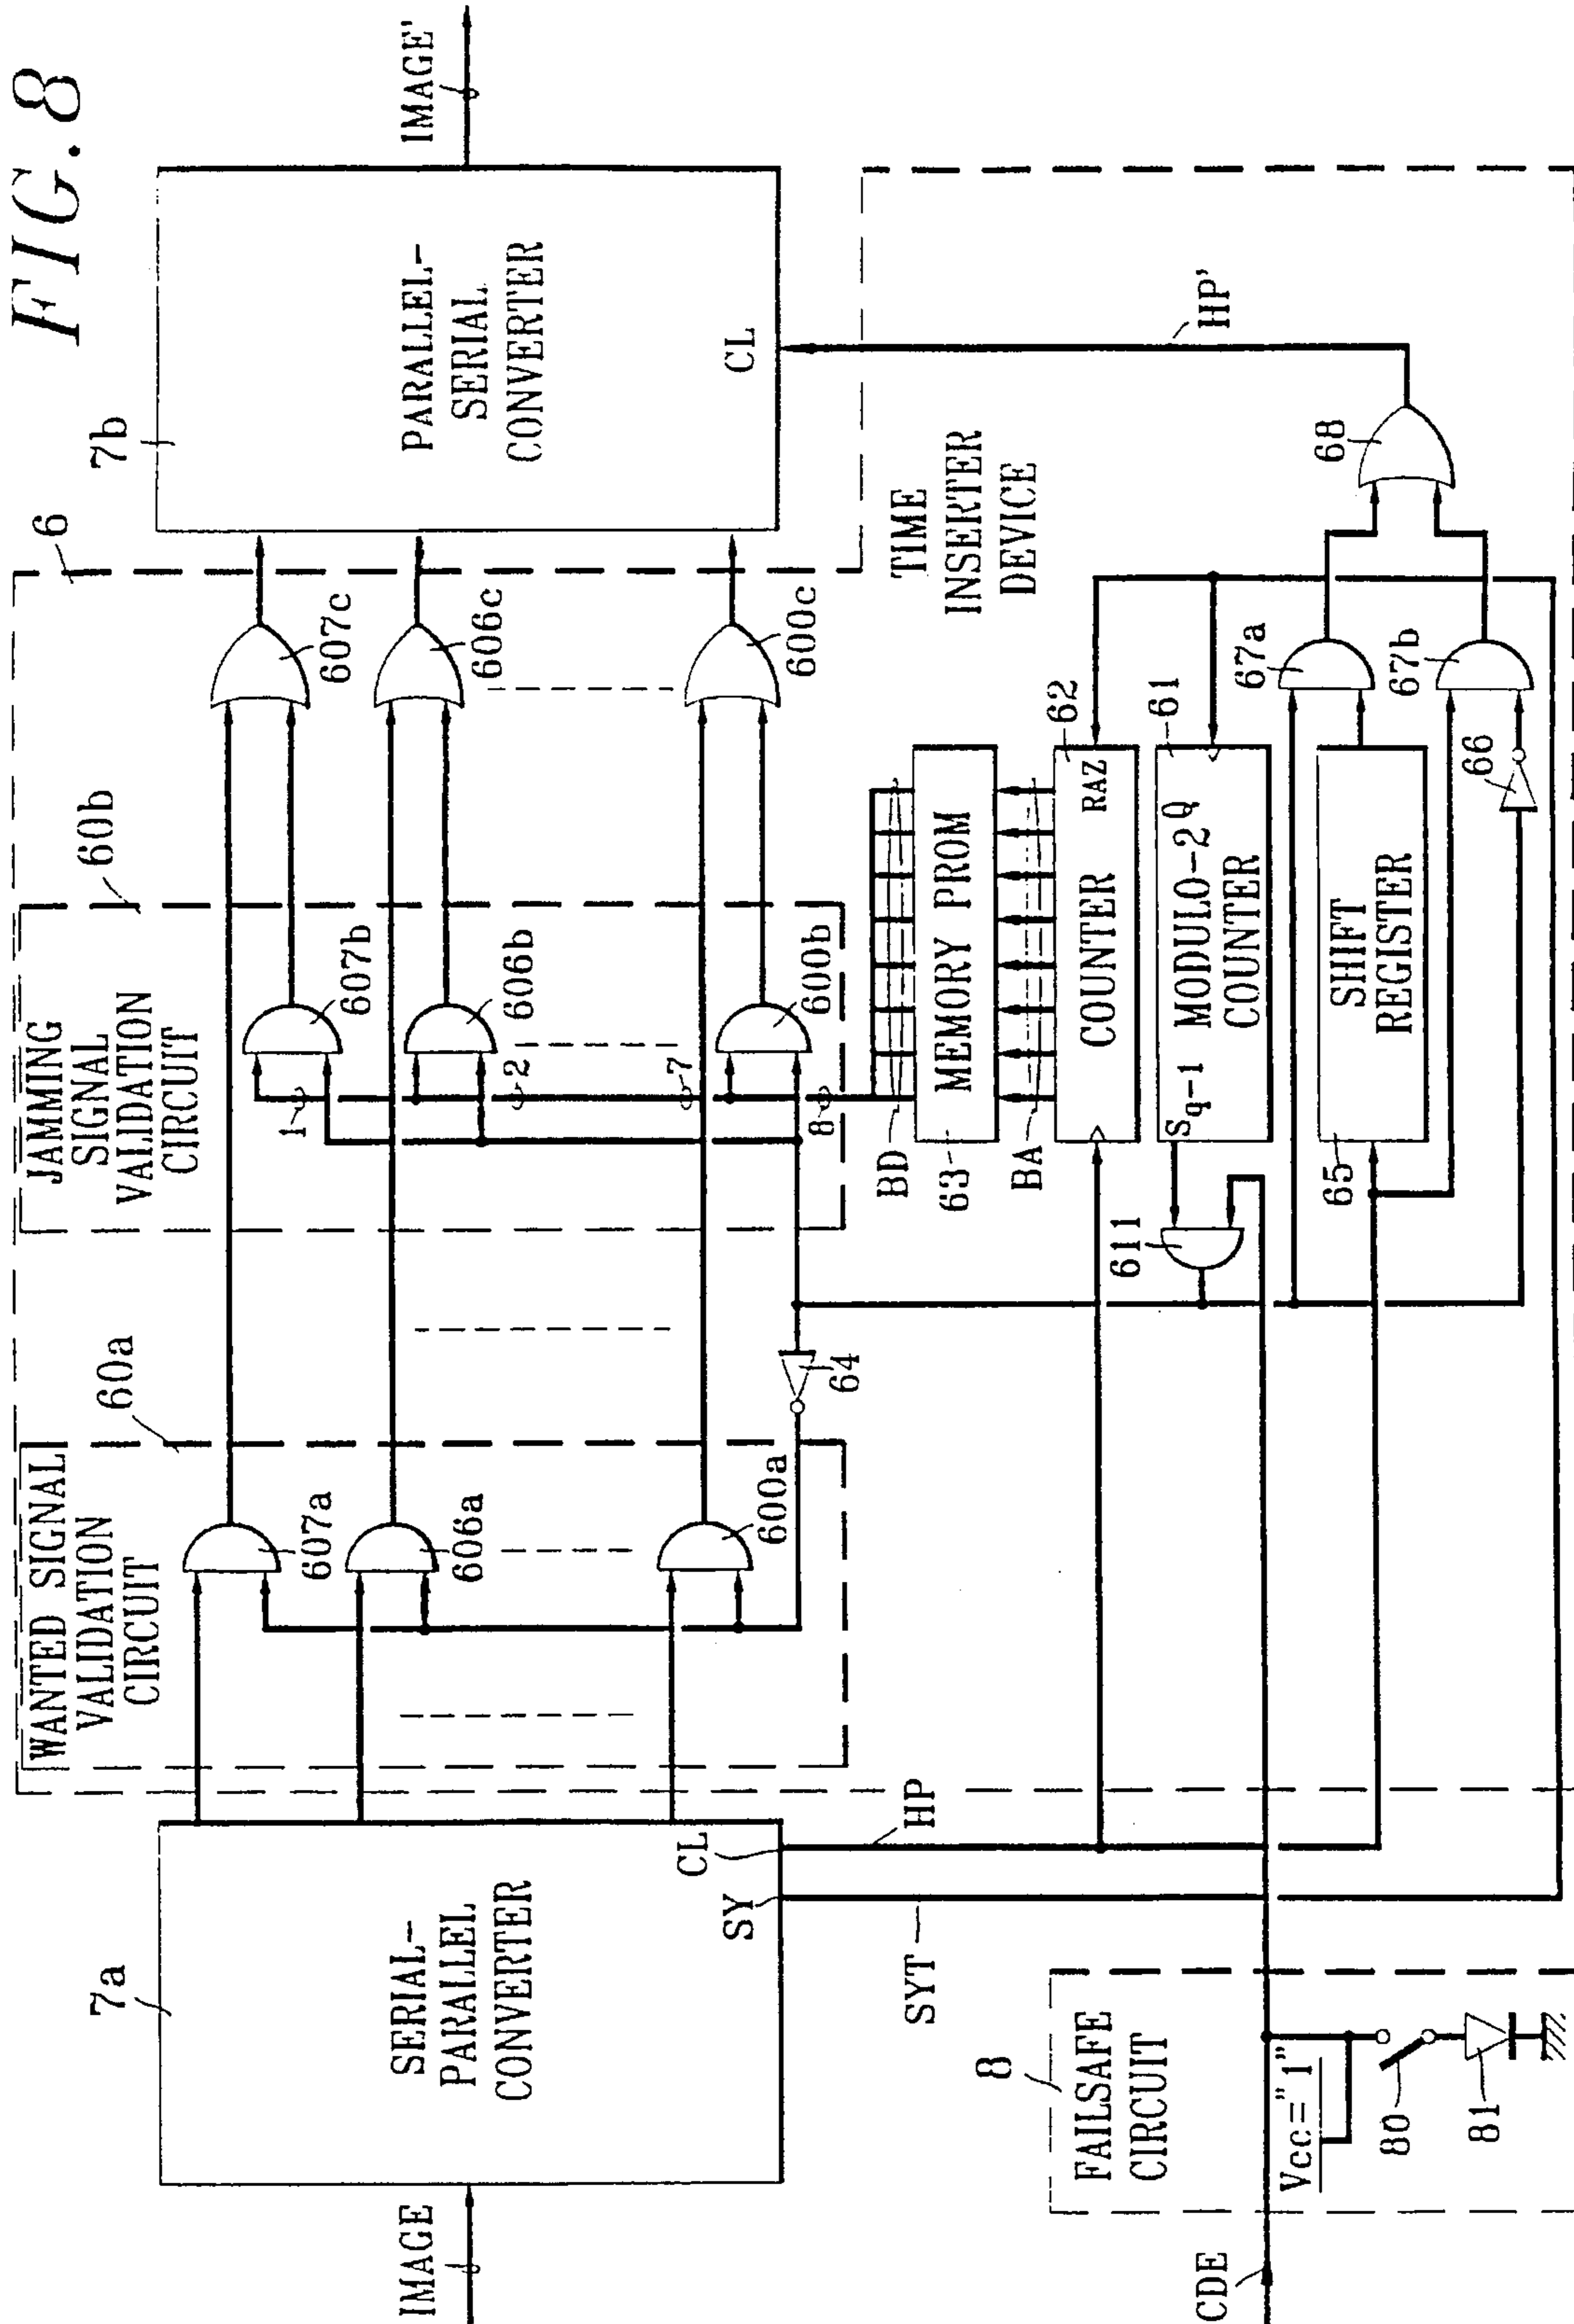 FIG. 8
IMAGE
7a
SERIAL-
PARALLEL
CONVERTER
CL
SY
HP
SYT
WANTED SIGNAL
VALIDATION
CIRCUIT
60a
607a
606a
600a
64
JAMMING
SIGNAL
VALIDATION
CIRCUIT
60b
607b
606b
600b
1
2
7
8
6
607c
606c
600c
7b
PARALLEL-
SERIAL
CONVERTER
CL
IMAGE'
HP'
TIME
INSERTER
DEVICE
BD
MEMORY PROM
63
BA
COUNTER
RAZ
62
61
Sq-1 MODULO-2Q
COUNTER
611
65
SHIFT
REGISTER
67a
67b
66
68
8
FAILSAFE
CIRCUIT
Vcc="1"
80
81
CDE